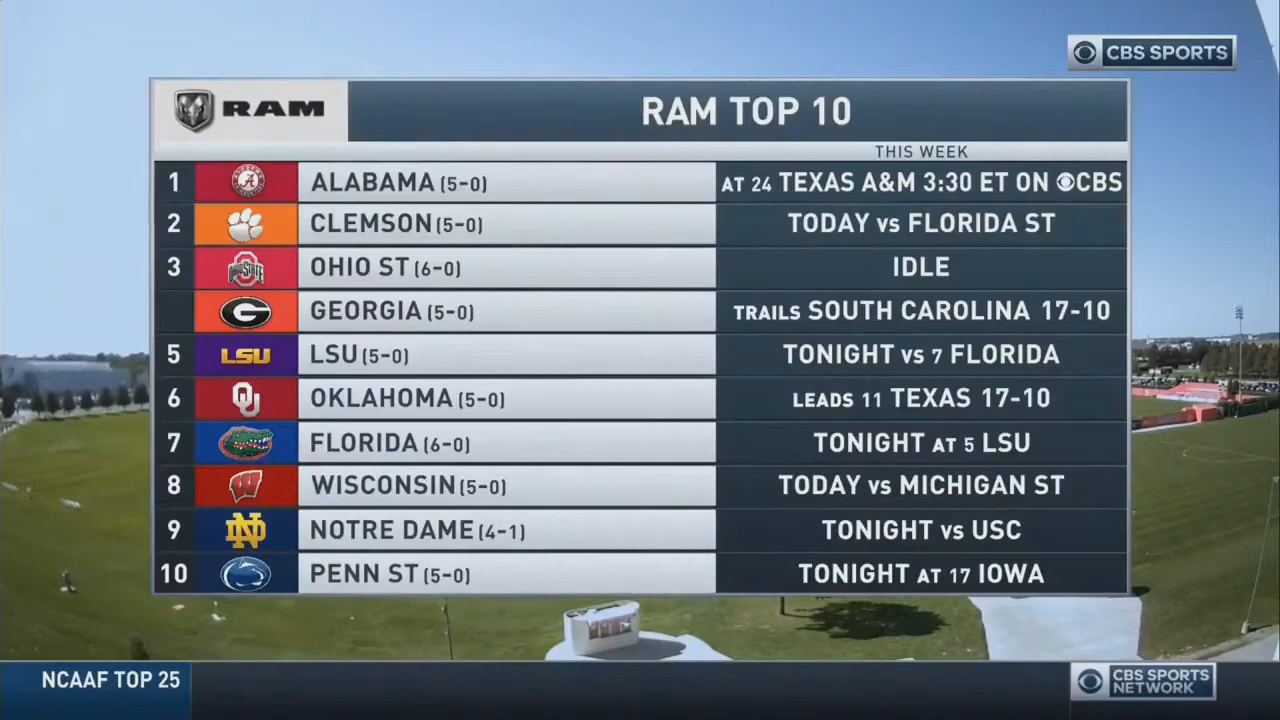 CBS SPORTS
RAM
RAM TOP 10
THIS WEEK
1 ALABAMA (5-0) AT 24 TEXAS A&M 3:30 ET ON CBS
2 CLEMSON (5-0) TODAY vs FLORIDA ST
3 OHIO STATE OHIO ST (6-0) IDLE
G GEORGIA (5-0) TRAILS SOUTH CAROLINA 17-10
5 LSU LSU (5-0) TONIGHT vs 7 FLORIDA
6 OU OKLAHOMA (5-0) LEADS 11 TEXAS 17-10
7 FLORIDA (6-0) TONIGHT AT 5 LSU
8 W WISCONSIN (5-0) TODAY vs MICHIGAN ST
9 ND NOTRE DAME (4-1) TONIGHT vs USC
10 PENN ST (5-0) TONIGHT AT 17 IOWA
NCAAF TOP 25
CBS SPORTS
NETWORK